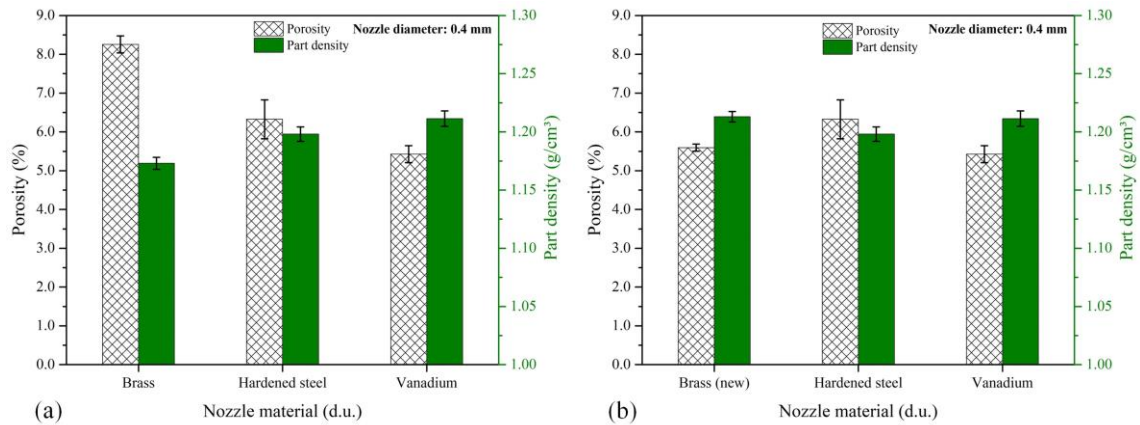 9.0
8.0
7.0
6.0
5.0
4.0
3.0
2.0
1.0
0.0
Porosity (%)
Porosity
Part density
Nozzle diameter: 0.4 mm
1.30
1.25
1.20
1.15
1.10
1.05
1.00
Part density (g/cm³)
Brass
Hardened steel
Vanadium
Nozzle material (d.u.)
(a)
9.0
8.0
7.0
6.0
5.0
4.0
3.0
2.0
1.0
0.0
Porosity (%)
Porosity
Part density
Nozzle diameter: 0.4 mm
1.30
1.25
1.20
1.15
1.10
1.05
1.00
Part density (g/cm³)
Brass (new)
Hardened steel
Vanadium
Nozzle material (d.u.)
(b)